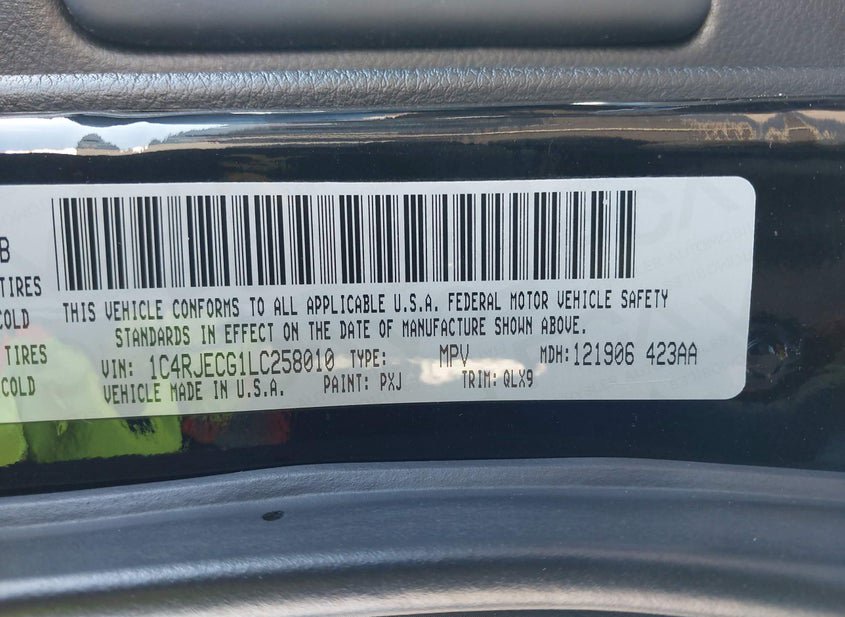 B
TIRES
COLD
TIRES
COLD
THIS VEHICLE CONFORMS TO ALL APPLICABLE U.S.A. FEDERAL MOTOR VEHICLE SAFETY
STANDARDS IN EFFECT ON THE DATE OF MANUFACTURE SHOWN ABOVE.
VIN: 1C4RJECG1LC258010 TYPE: MPV MDH: 121906 423AA
VEHICLE MADE IN U.S.A. PAINT: PXJ TRIM: QLX9